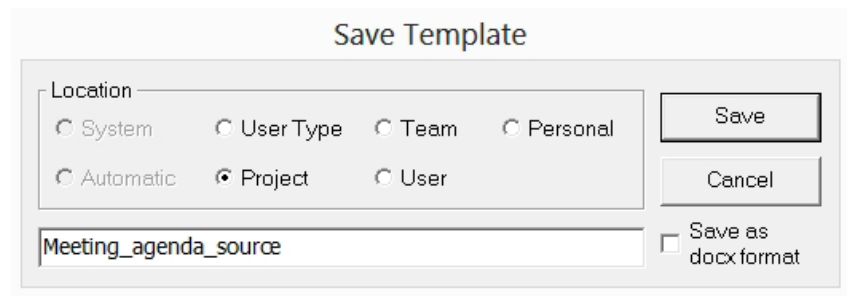 Save Template
Location
System User Type Team Personal
Save
Automatic Project User
Cancel
Meeting_agenda_source
Save as
docx format